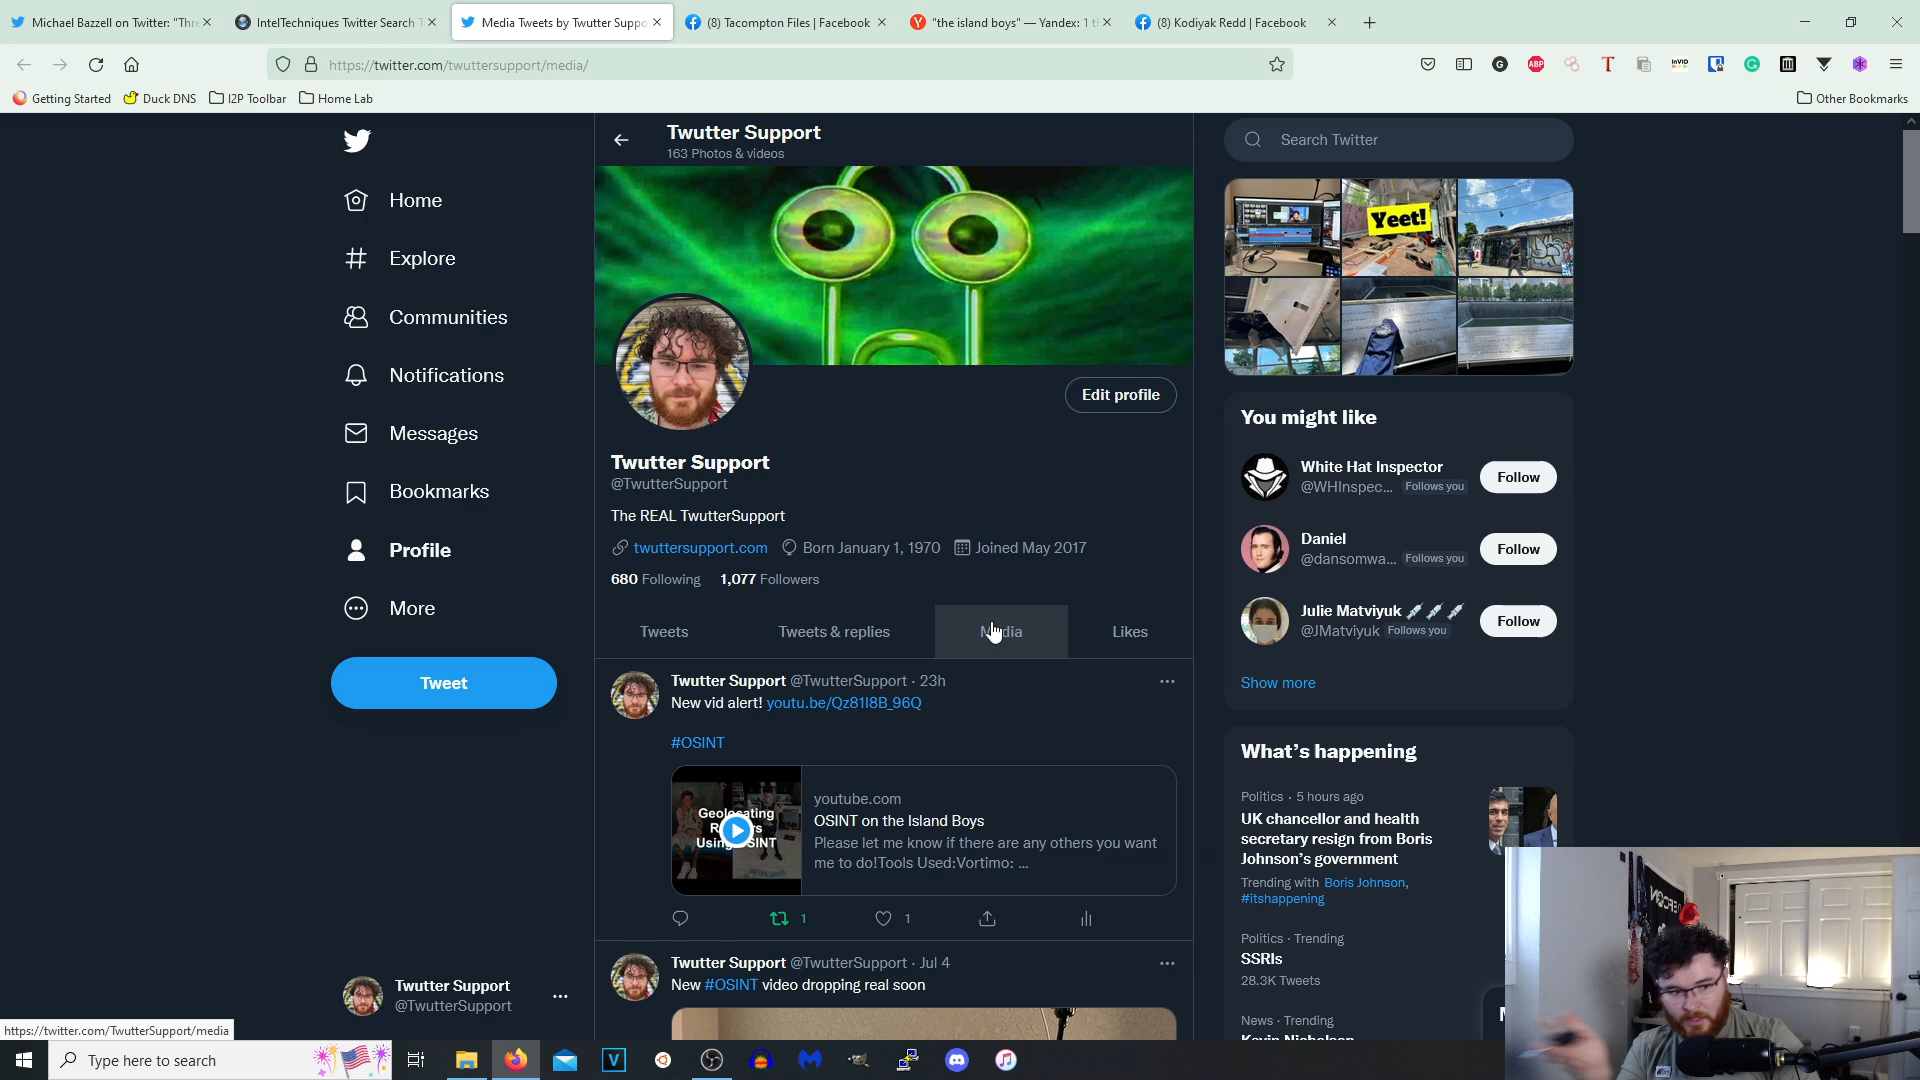 Michael Bazzell on Twitter: "Thre
IntelTechniques Twitter Search T
Media Tweets by Twutter Suppo
(8) Tacompton Files | Facebook
"the island boys" — Yandex: 1 t
(8) Kodiyak Redd | Facebook
https://twitter.com/twuttersupport/media/
Getting Started
Duck DNS
I2P Toolbar
Home Lab
Other Bookmarks
Home
Explore
Communities
Notifications
Messages
Bookmarks
Profile
More
Tweet
Twutter Support
@TwutterSupport
https://twitter.com/TwutterSupport/media
Twutter Support
163 Photos & videos
Edit profile
Twutter Support
@TwutterSupport
The REAL TwutterSupport
twuttersupport.com Born January 1, 1970 Joined May 2017
680 Following 1,077 Followers
Tweets
Tweets & replies
Media
Likes
Twutter Support @TwutterSupport · 23h
New vid alert! youtu.be/Qz81I8B_96Q
#OSINT
youtube.com
OSINT on the Island Boys
Please let me know if there are any others you want
me to do!Tools Used:Vortimo: ...
1
1
Twutter Support @TwutterSupport · Jul 4
New #OSINT video dropping real soon
Search Twitter
Yeet!
You might like
White Hat Inspector
@WHInspec... Follows you
Follow
Daniel
@dansomwa... Follows you
Follow
Julie Matviyuk
@JMatviyuk Follows you
Follow
Show more
What's happening
Politics · 5 hours ago
UK chancellor and health
secretary resign from Boris
Johnson's government
Trending with Boris Johnson,
#itshappening
Politics · Trending
SSRIs
28.3K Tweets
News · Trending
Type here to search